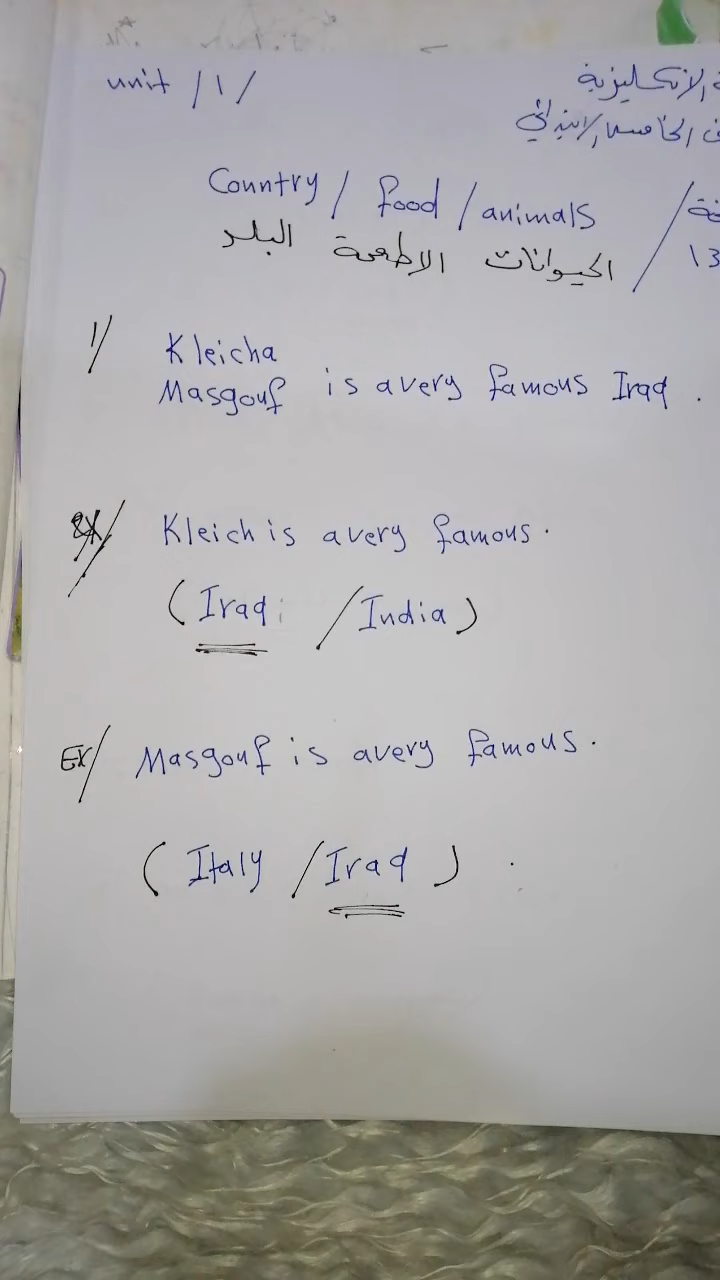 unit / 1 /
الانكليزية
الخامس الابتدائي
Country / food / animals /
البلد الاطعمة الحيوانات
13
1/ Kleicha
Masgouf is a very famous Iraq .
EX/ Kleich is a very famous .
( Iraq / India )
EX/ Masgouf is a very famous .
( Italy / Iraq ) .